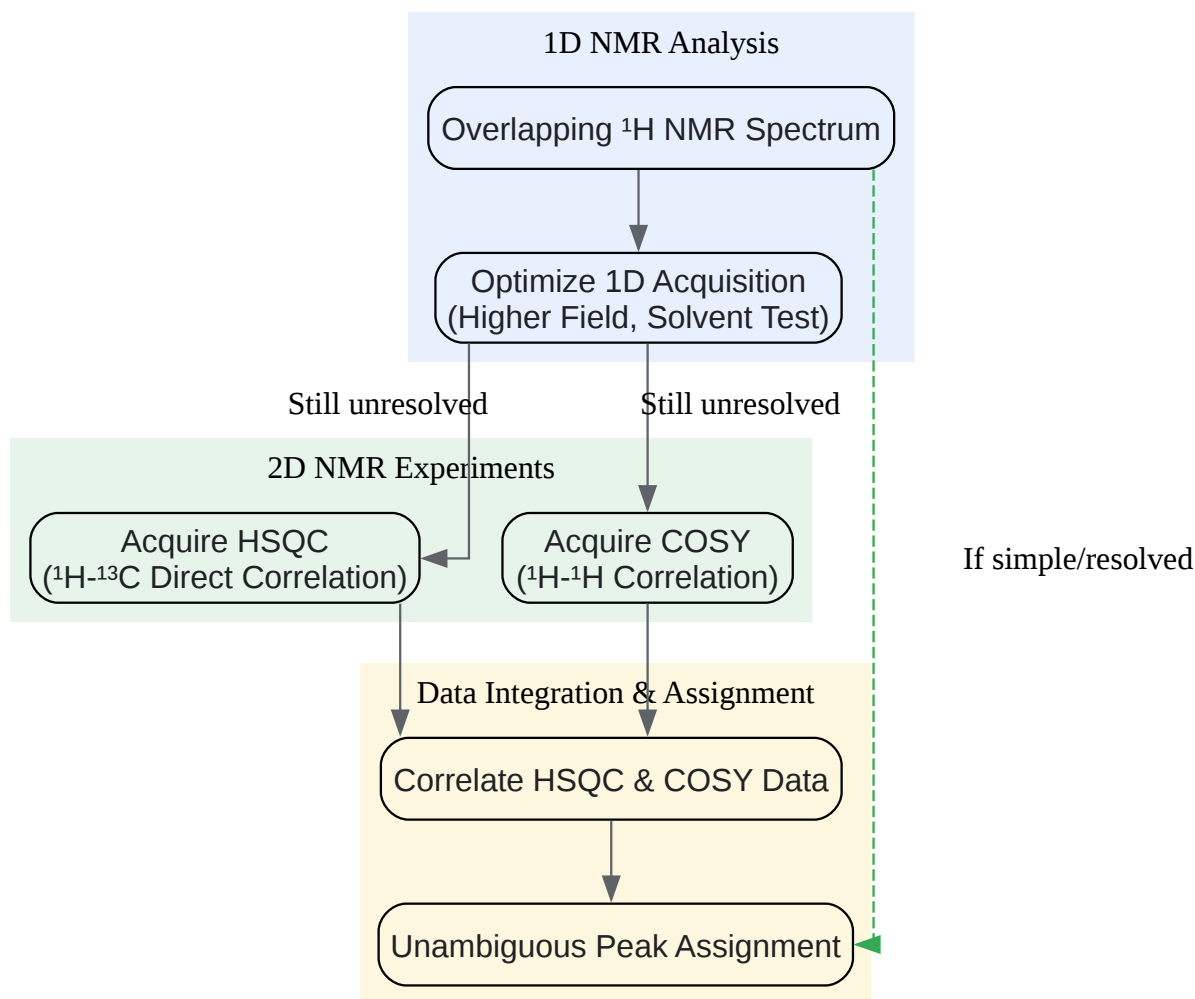 1D NMR Analysis
Overlapping ¹H NMR Spectrum
Optimize 1D Acquisition
(Higher Field, Solvent Test)
Still unresolved
Still unresolved
2D NMR Experiments
Acquire HSQC
(¹H-¹³C Direct Correlation)
Acquire COSY
(¹H-¹H Correlation)
If simple/resolved
Data Integration & Assignment
Correlate HSQC & COSY Data
Unambiguous Peak Assignment